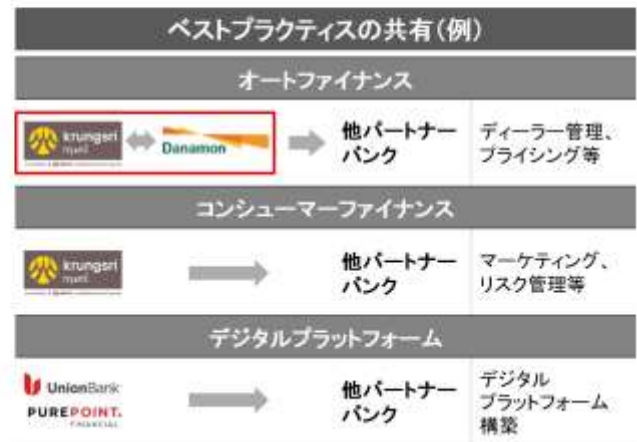 ベストプラクティスの共有(例)
オートファイナンス
krungsri
Danamon
他パートナー
バンク
ディーラー管理、
プライシング等
コンシューマーファイナンス
krungsri
他パートナー
バンク
マーケティング、
リスク管理等
デジタルプラットフォーム
UnionBank
PUREPOINT.
FINANCIAL
他パートナー
バンク
デジタル
プラットフォーム
構築